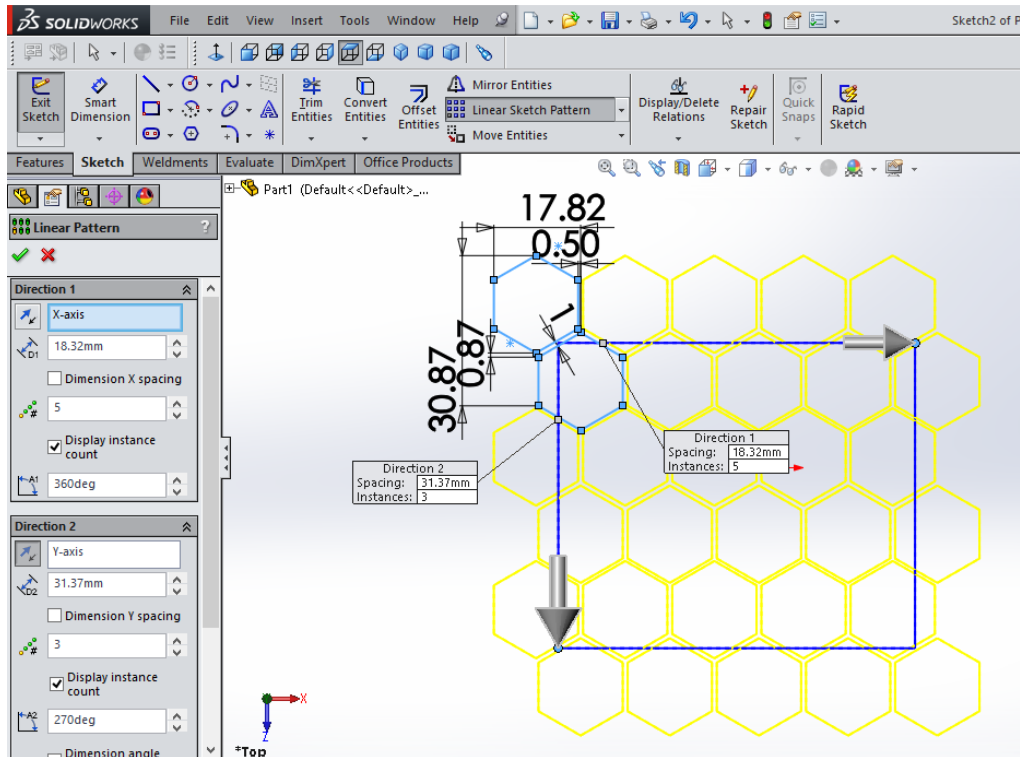 SOLIDWORKS File Edit View Insert Tools Window Help Sketch2 of P
Exit Sketch
Smart Dimension
Trim Entities
Convert Entities
Offset Entities
Mirror Entities
Linear Sketch Pattern
Move Entities
Display/Delete Relations
Repair Sketch
Quick Snaps
Rapid Sketch
Features Sketch Weldments Evaluate DimXpert Office Products
Part1 (Default<<Default>_...
Linear Pattern ?
Direction 1
X-axis
D1 18.32mm
Dimension X spacing
# 5
Display instance
count
A1 360deg
Direction 2
Y-axis
D2 31.37mm
Dimension Y spacing
# 3
Display instance
count
A2 270deg
Dimension angle
17.82
0.50
1
30.87
0.87
Direction 1
Spacing: 18.32mm
Instances: 5
Direction 2
Spacing: 31.37mm
Instances: 3
X
Z
*Top